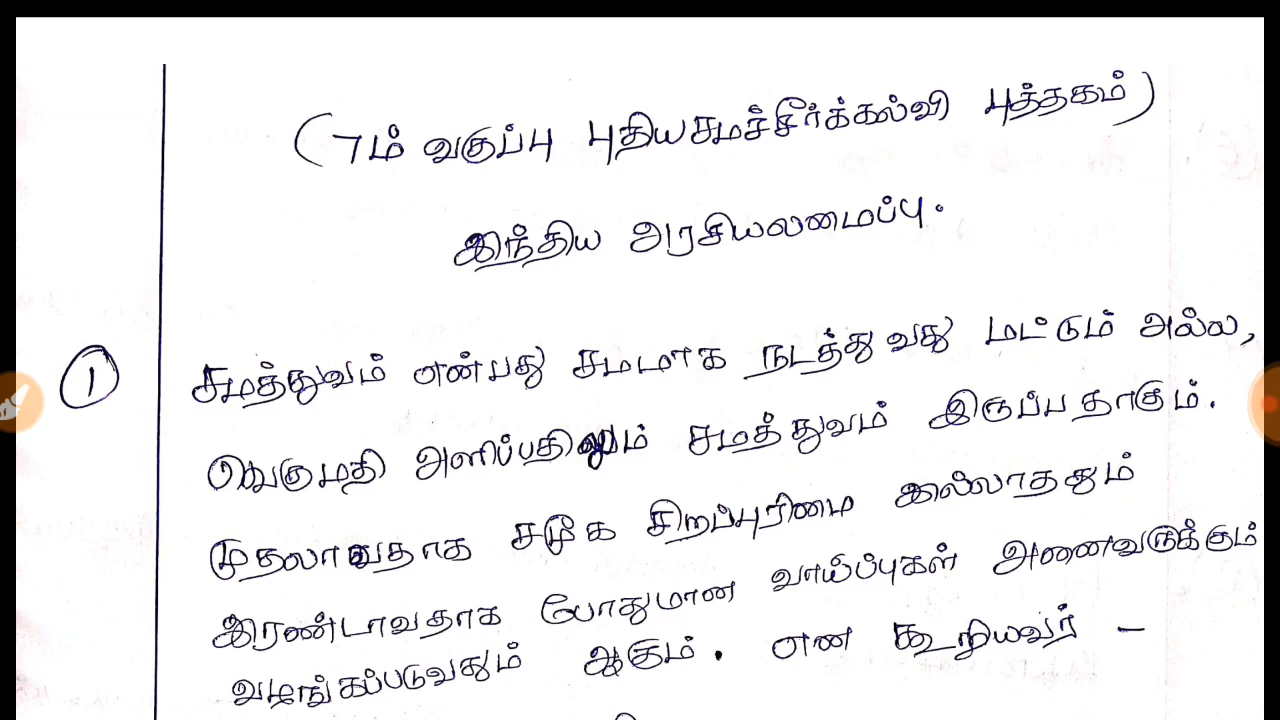 (7ம் வகுப்பு புதியசமச்சீர்க்கல்வி புத்தகம்)
இந்திய அரசியலமைப்பு.
① சமத்துவம் என்பது சமமாக நடத்துவது மட்டும் அல்ல,
வெகுமதி அளிப்பதிலும் சமத்துவம் இருப்பதாகும்.
முதலாவதாக சமூக சிறப்புரிமை இல்லாததும்
இரண்டாவதாக போதுமான வாய்ப்புகள் அனைவருக்கும்
வழங்கப்படுவதும் ஆகும். என கூறியவர் –